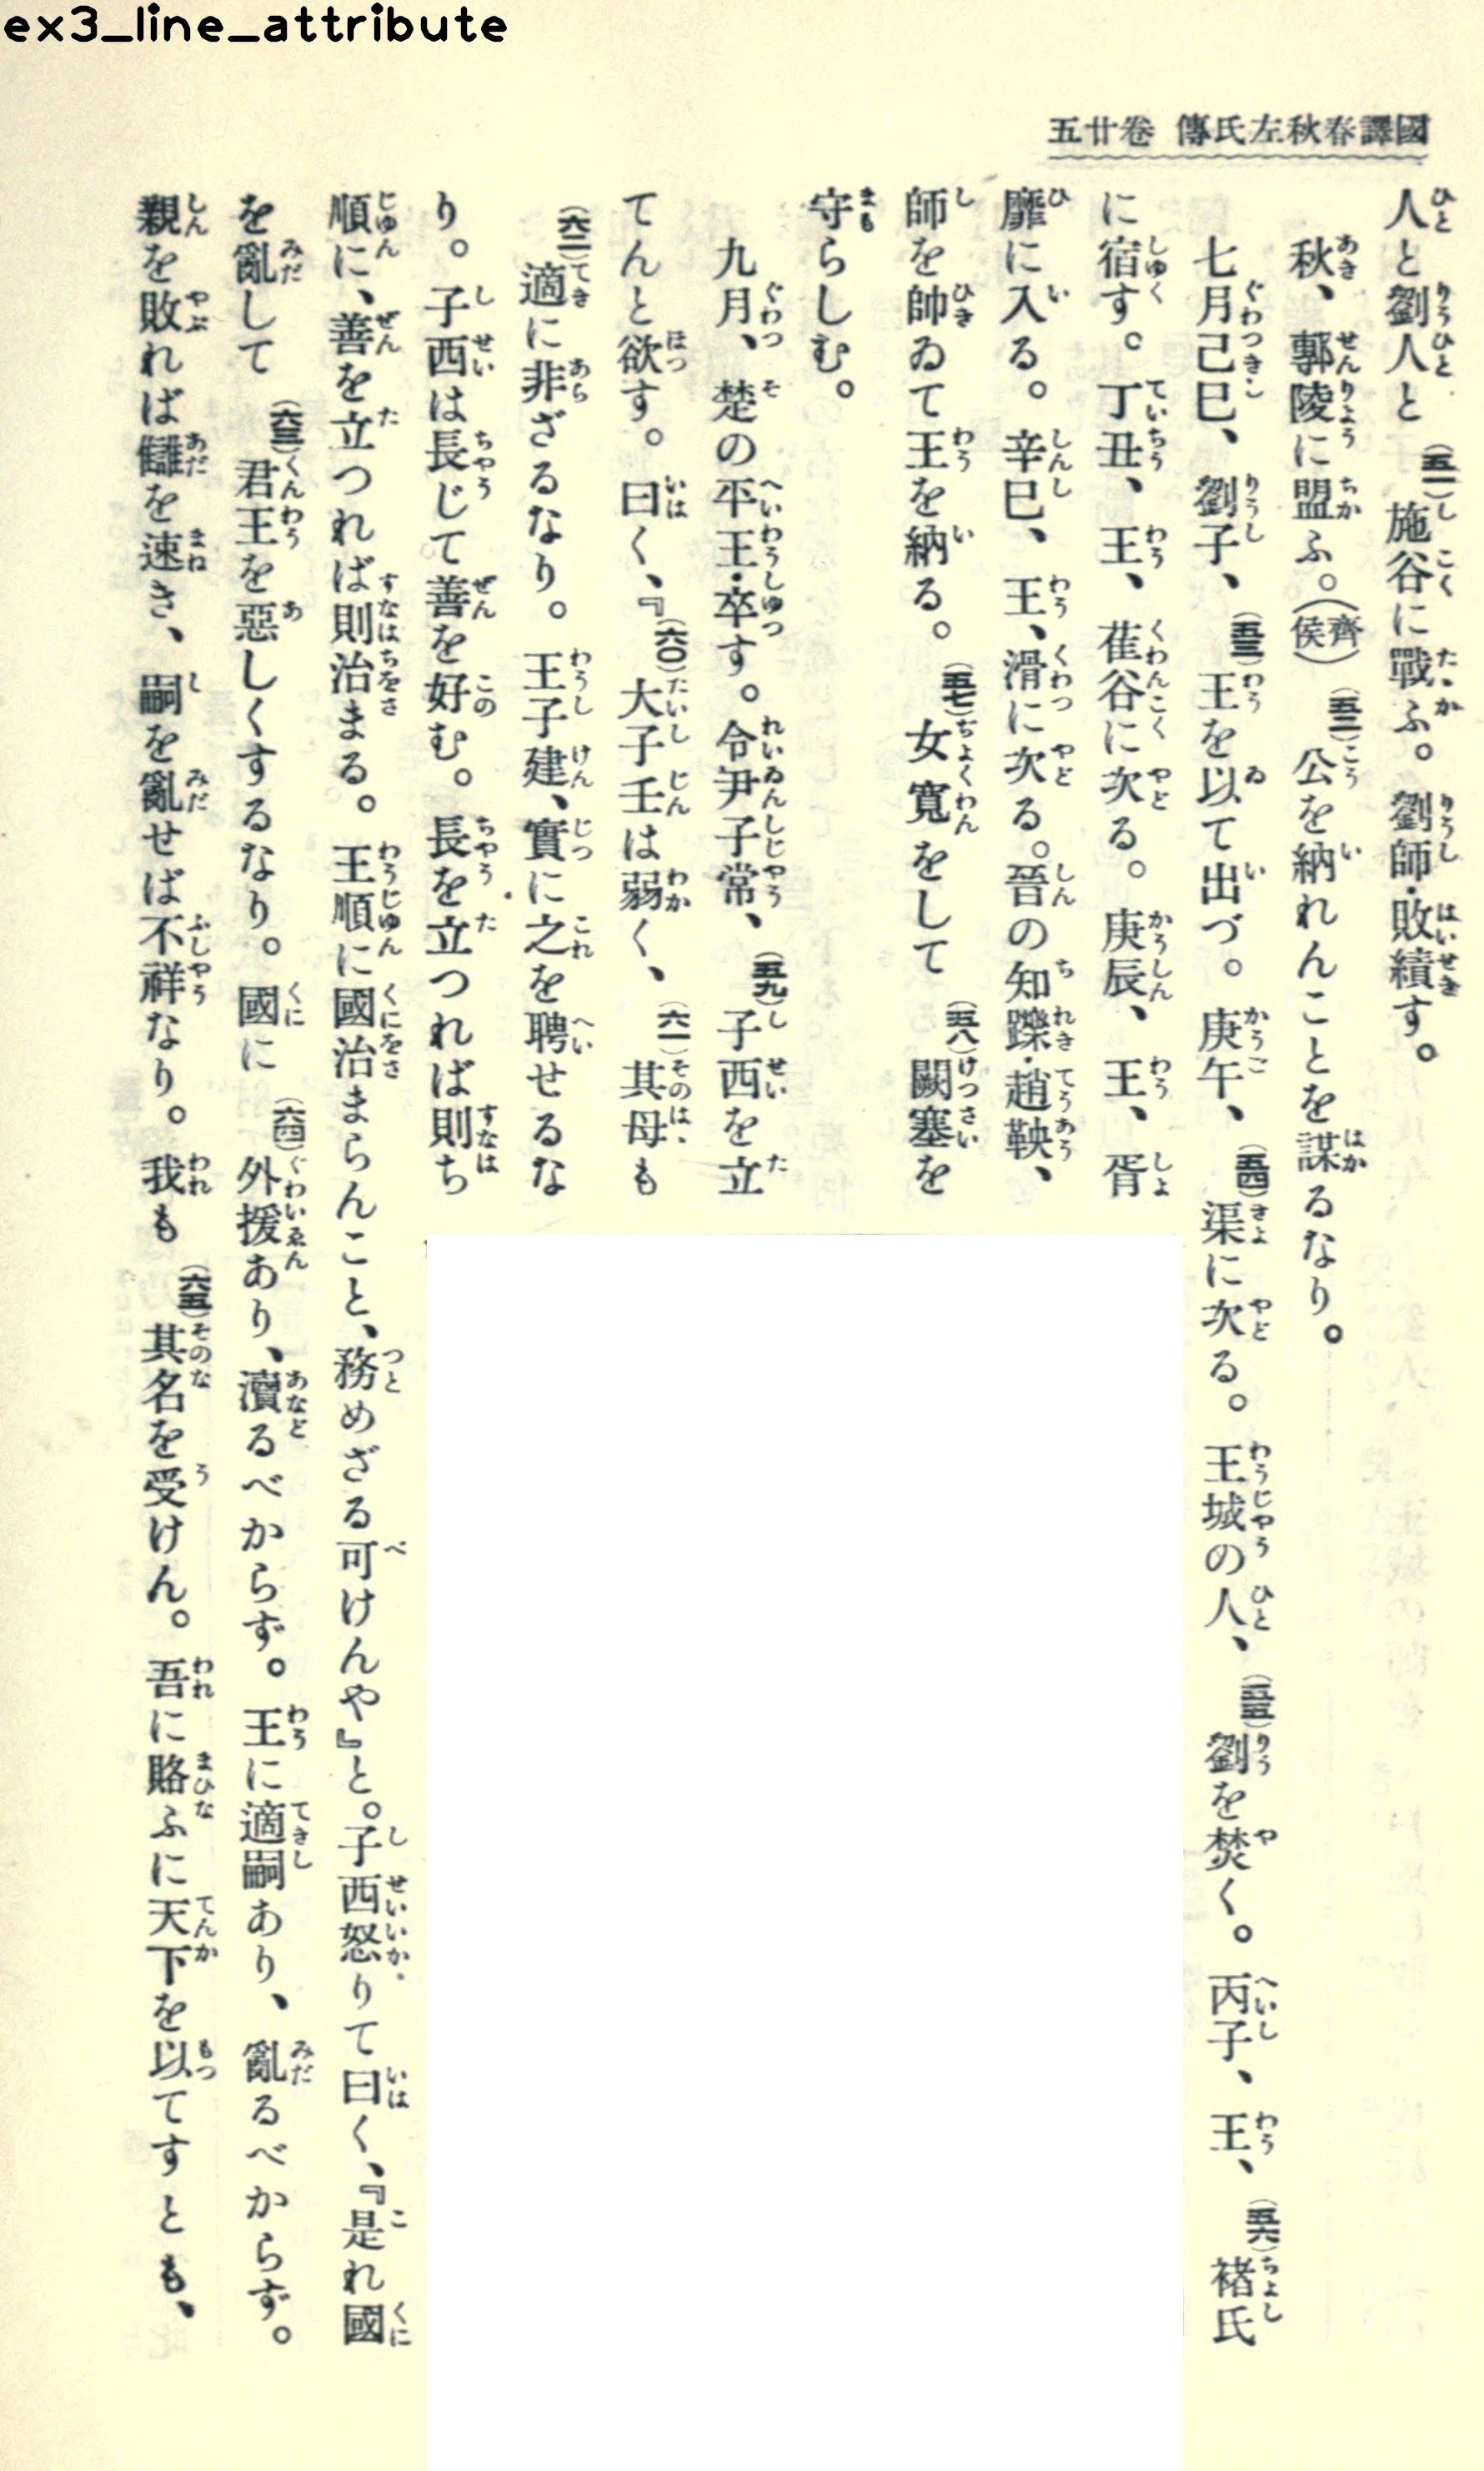 ex3_line_attribute
國譯春秋左氏傳 卷廿五
人と劉人と(五一)施谷に戰ふ。劉師・敗績す。
秋、鄟陵に盟ふ。(齊侯)(五二)公を納れんことを謀るなり。
七月己巳、劉子、(五三)王を以て出づ。庚午、(五四)渠に次る。王城の人、(五五)劉を焚く。丙子、王、(五六)褚氏
に宿す。丁丑、王、萑谷に次る。庚辰、王、胥
靡に入る。辛巳、王、滑に次る。晉の知躒・趙鞅、
師を帥ゐて王を納る。(五七)女寬をして(五八)闕塞を
守らしむ。
九月、楚の平王・卒す。令尹子常、(五九)子西を立
てんと欲す。曰く、『(六〇)大子壬は弱く、(六一)其母も
(六二)適に非ざるなり。王子建、實に之を聘せるな
り。子西は長じて善を好む。長を立つれば則ち
順に、善を立つれば則治まる。王順に國治まらんこと、務めざる可けんや』と。子西怒りて曰く、『是れ國
を亂して(六三)君王を惡しくするなり。國に(六四)外援あり、瀆るべからず。王に適嗣あり、亂るべからず。
親を敗れば讎を速き、嗣を亂せば不祥なり。我も(六五)其名を受けん。吾に賂ふに天下を以てすとも、